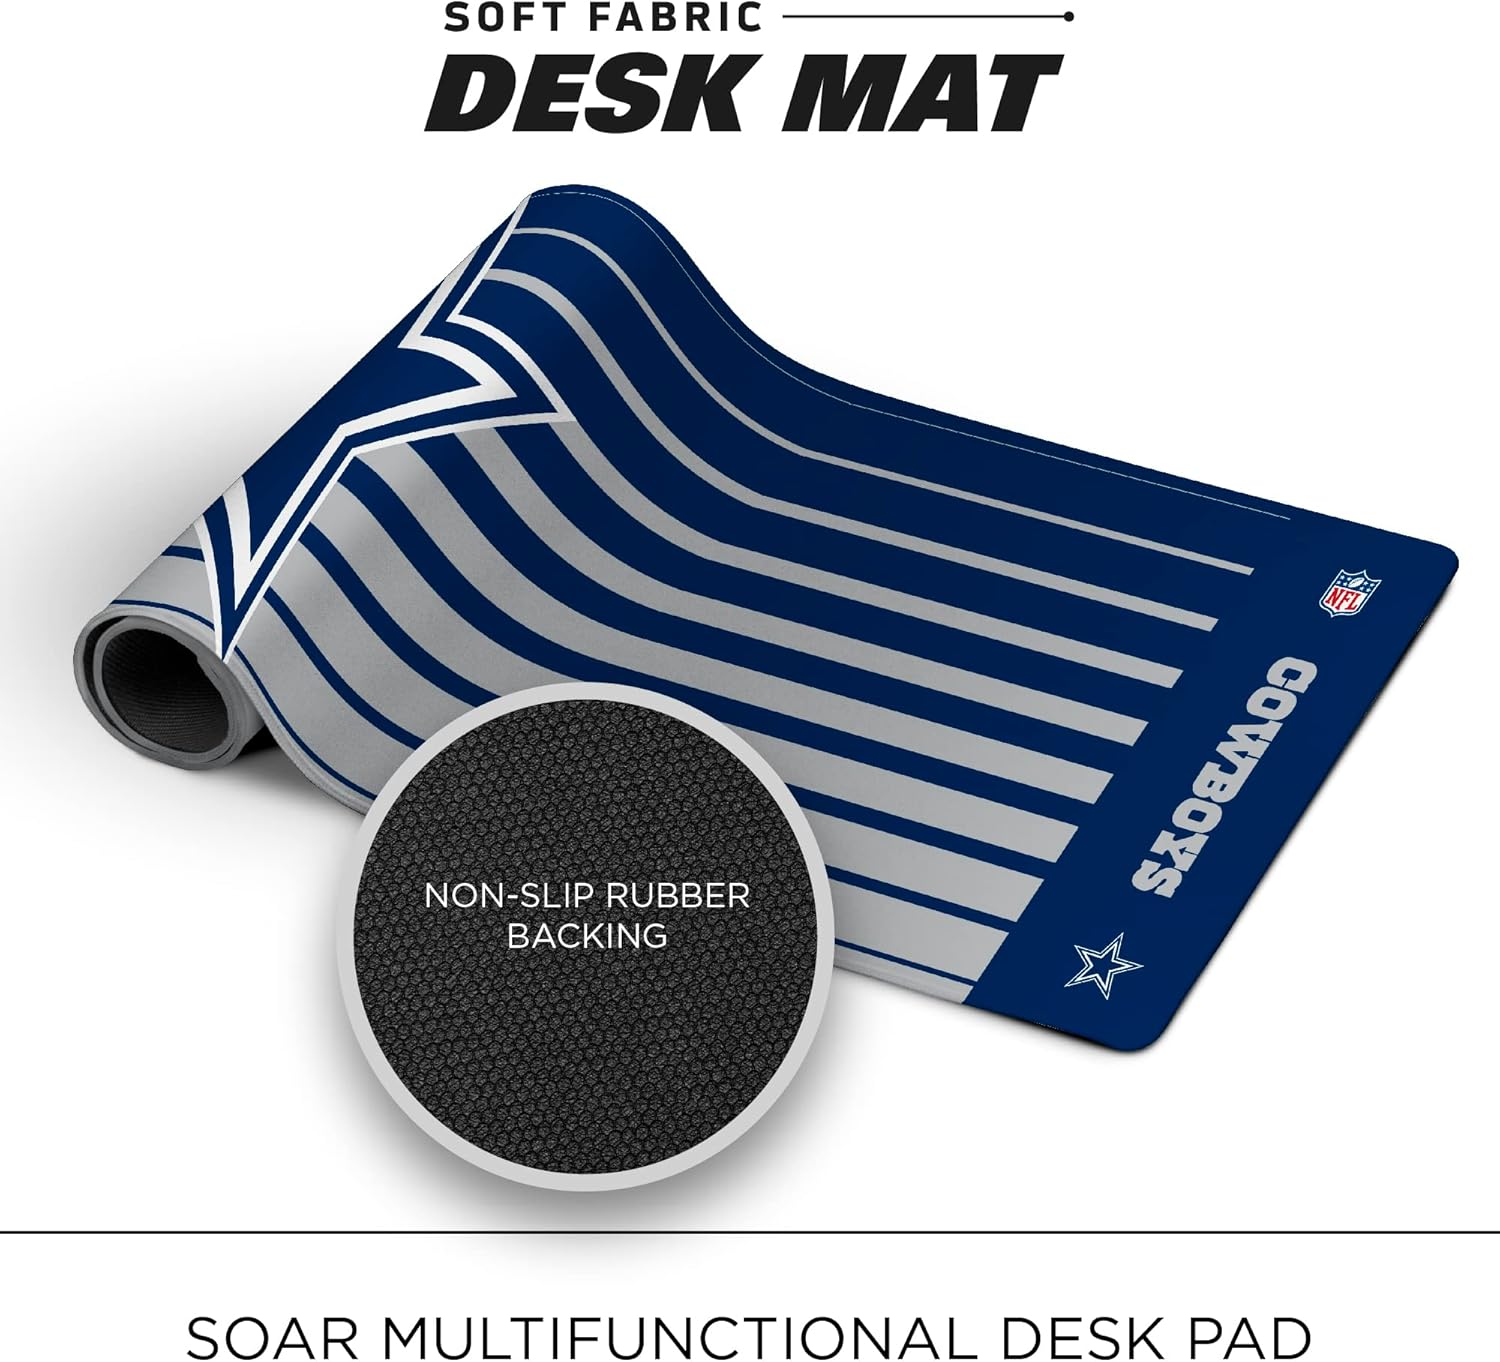 SOFT FABRIC
DESK MAT
NFL
COWBOYS
NON-SLIP RUBBER
BACKING
SOAR MULTIFUNCTIONAL DESK PAD